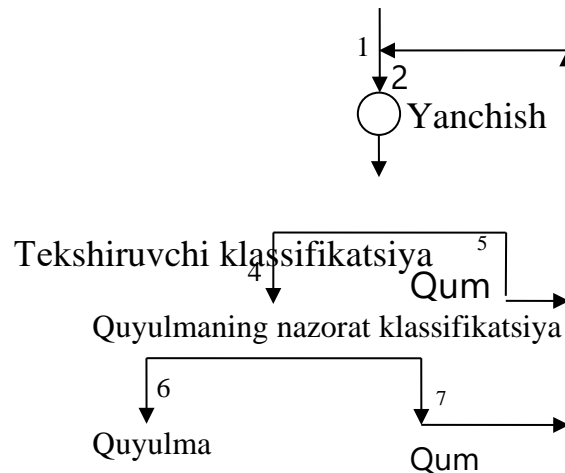 1
2
Yanchish
5
Tekshiruvchi klassifikatsiya
4
Qum
Quyulmaning nazorat klassifikatsiya
6
7
Quyulma
Qum